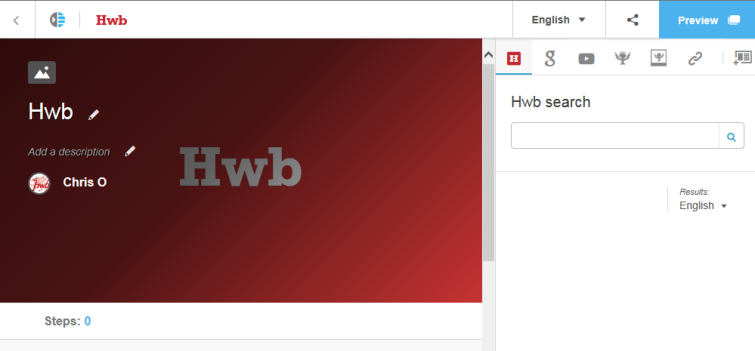 Hwb
English
Preview
H
g
Hwb
Add a description
Hwb
Chris O
Steps: 0
Hwb search
Results:
English